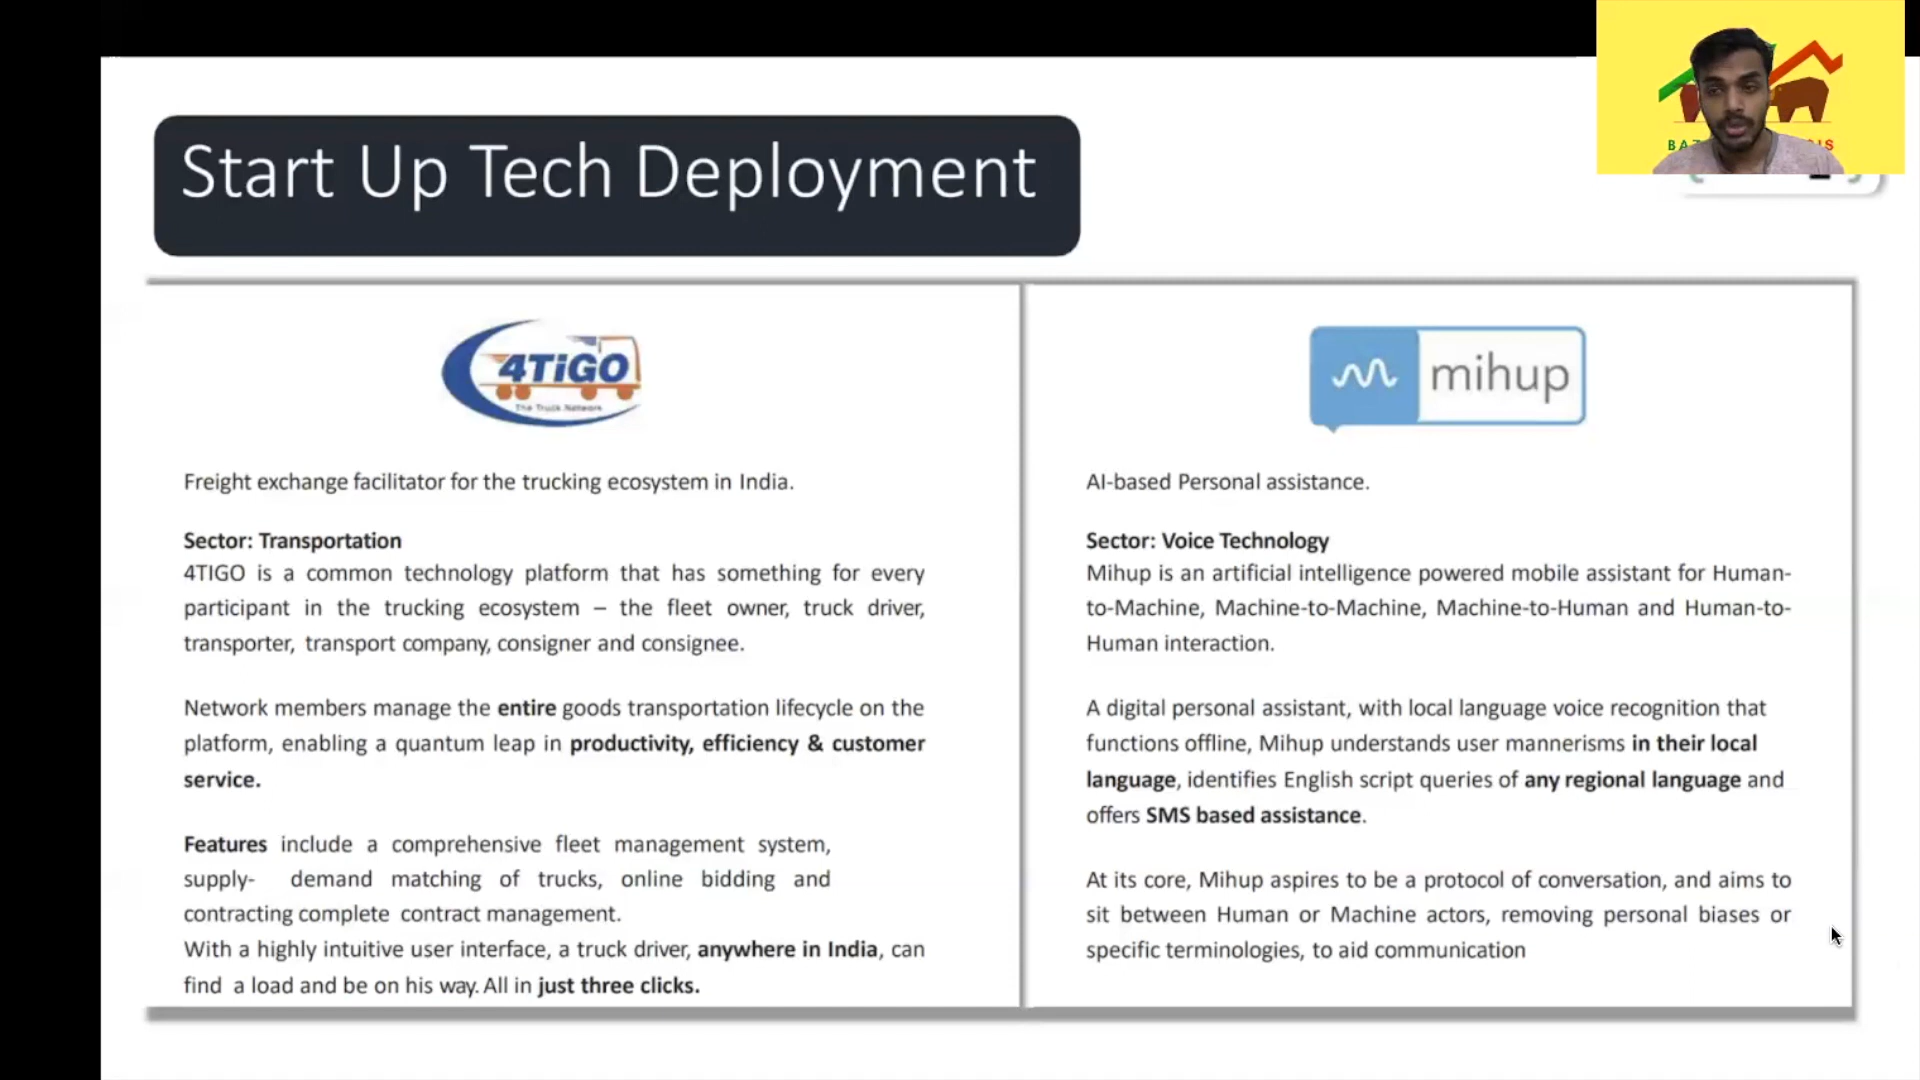 Start Up Tech Deployment
4TiGO
The Truck Network
Freight exchange facilitator for the trucking ecosystem in India.
Sector: Transportation
4TIGO is a common technology platform that has something for every
participant in the trucking ecosystem – the fleet owner, truck driver,
transporter, transport company, consigner and consignee.
Network members manage the entire goods transportation lifecycle on the
platform, enabling a quantum leap in productivity, efficiency & customer
service.
Features include a comprehensive fleet management system,
supply- demand matching of trucks, online bidding and
contracting complete contract management.
With a highly intuitive user interface, a truck driver, anywhere in India, can
find a load and be on his way. All in just three clicks.
mihup
AI-based Personal assistance.
Sector: Voice Technology
Mihup is an artificial intelligence powered mobile assistant for Human-
to-Machine, Machine-to-Machine, Machine-to-Human and Human-to-
Human interaction.
A digital personal assistant, with local language voice recognition that
functions offline, Mihup understands user mannerisms in their local
language, identifies English script queries of any regional language and
offers SMS based assistance.
At its core, Mihup aspires to be a protocol of conversation, and aims to
sit between Human or Machine actors, removing personal biases or
specific terminologies, to aid communication